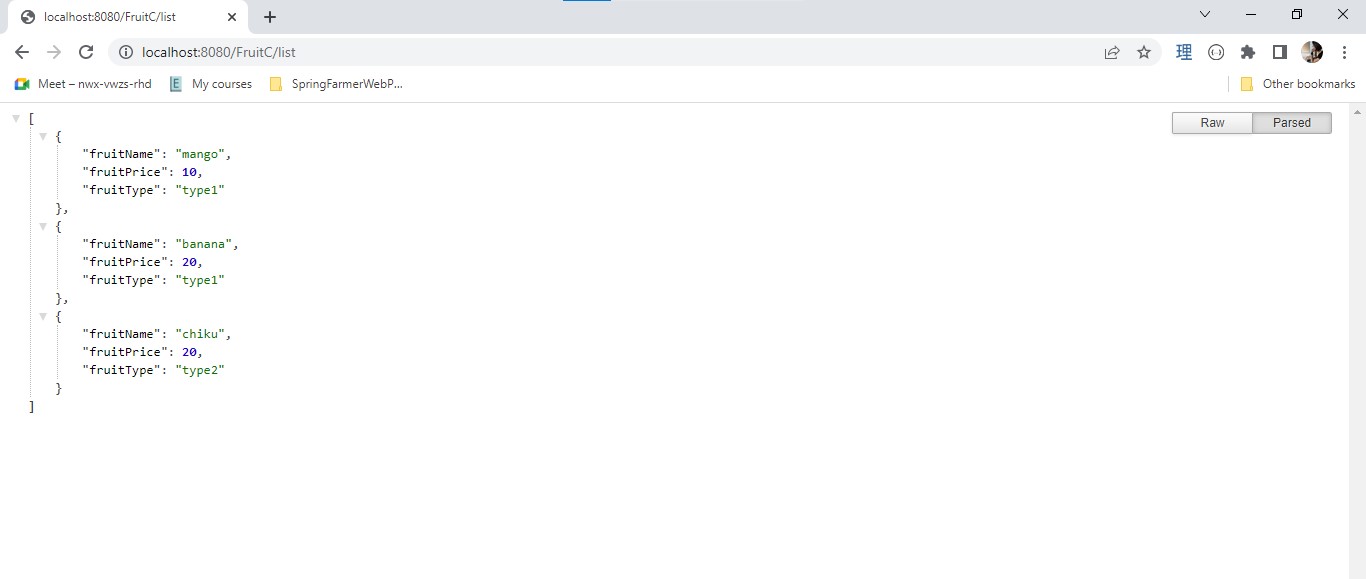 localhost:8080/FruitC/list
localhost:8080/FruitC/list
理
Meet – nwx-vwzs-rhd
E
My courses
SpringFarmerWebP...
Other bookmarks
Raw
Parsed
[
{
"fruitName": "mango",
"fruitPrice": 10,
"fruitType": "type1"
},
{
"fruitName": "banana",
"fruitPrice": 20,
"fruitType": "type1"
},
{
"fruitName": "chiku",
"fruitPrice": 20,
"fruitType": "type2"
}
]